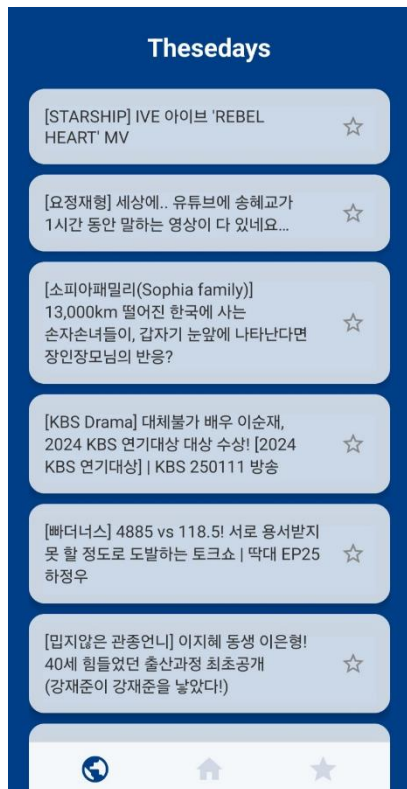 Thesedays
[STARSHIP] IVE 아이브 'REBEL
HEART' MV
[요정재형] 세상에.. 유튜브에 송혜교가
1시간 동안 말하는 영상이 다 있네요...
[소피아패밀리(Sophia family)]
13,000km 떨어진 한국에 사는
손자손녀들이, 갑자기 눈앞에 나타난다면
장인장모님의 반응?
[KBS Drama] 대체불가 배우 이순재,
2024 KBS 연기대상 대상 수상! [2024
KBS 연기대상] | KBS 250111 방송
[빠더너스] 4885 vs 118.5! 서로 용서받지
못 할 정도로 도발하는 토크쇼 | 딱대 EP25
하정우
[밉지않은 관종언니] 이지혜 동생 이은형!
40세 힘들었던 출산과정 최초공개
(강재준이 강재준을 낳았다!)